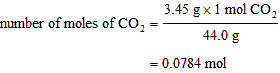 number of moles of CO₂ = 3.45 g × 1 mol CO₂ / 44.0 g
= 0.0784 mol